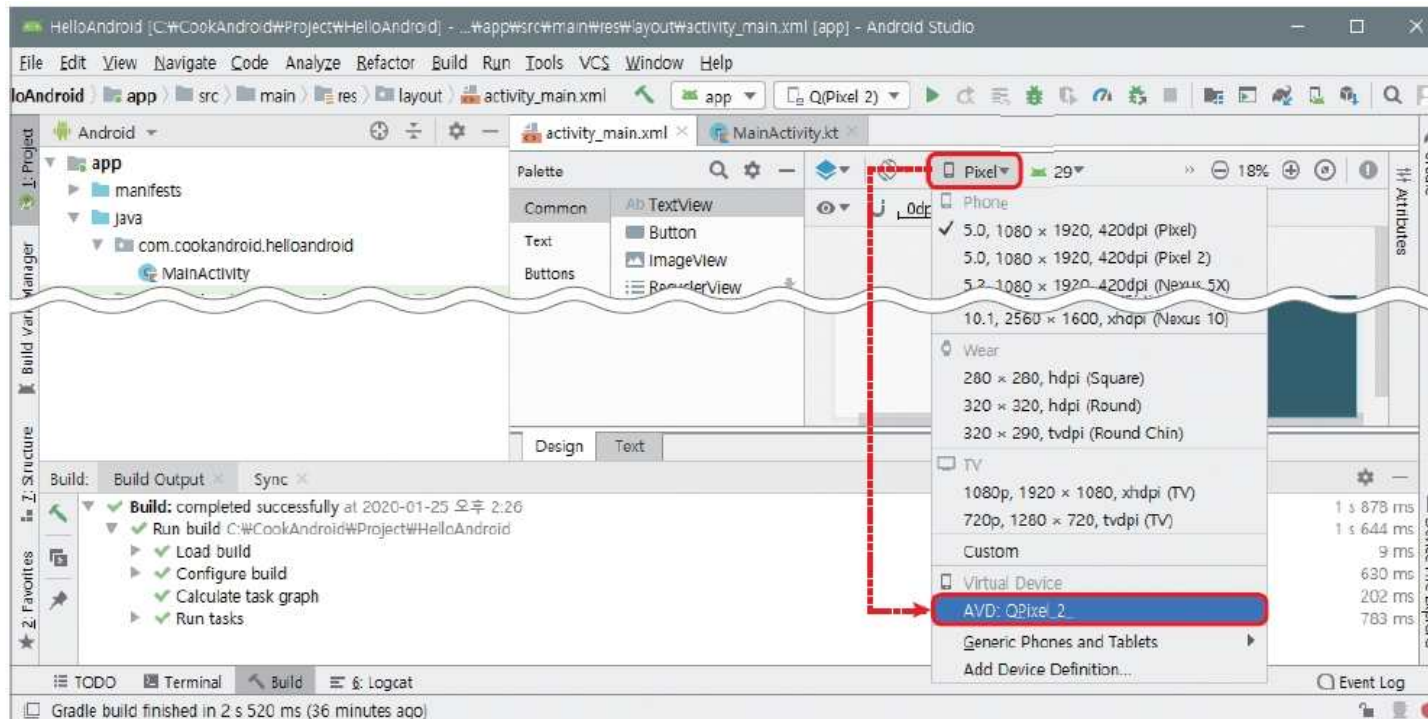 HelloAndroid [C:₩CookAndroid₩Project₩HelloAndroid] - ...₩app₩src₩main₩res₩layout₩activity_main.xml [app] - Android Studio
File Edit View Navigate Code Analyze Refactor Build Run Tools VCS Window Help
loAndroid app src main res layout activity_main.xml app Q(Pixel 2)
1: Project
Android
activity_main.xml MainActivity.kt
app
manifests
java
com.cookandroid.helloandroid
MainActivity
Palette
Common
Text
Buttons
Ab TextView
Button
ImageView
RecyclerView
Pixel 29 18%
0dp
Attributes
Phone
5.0, 1080 × 1920, 420dpi (Pixel)
5.0, 1080 × 1920, 420dpi (Pixel 2)
5.2, 1080 × 1920, 420dpi (Nexus 5X)
10.1, 2560 × 1600, xhdpi (Nexus 10)
Wear
280 × 280, hdpi (Square)
320 × 320, hdpi (Round)
320 × 290, tvdpi (Round Chin)
TV
1080p, 1920 × 1080, xhdpi (TV)
720p, 1280 × 720, tvdpi (TV)
Custom
Virtual Device
AVD: QPixel_2_
Generic Phones and Tablets
Add Device Definition...
Design Text
Build Var
7: Structure
2: Favorites
Build: Build Output Sync
Build: completed successfully at 2020-01-25 오후 2:26 1 s 878 ms
Run build C:₩CookAndroid₩Project₩HelloAndroid 1 s 644 ms
Load build 9 ms
Configure build 630 ms
Calculate task graph 202 ms
Run tasks 783 ms
TODO Terminal Build 6: Logcat Event Log
Gradle build finished in 2 s 520 ms (36 minutes ago)